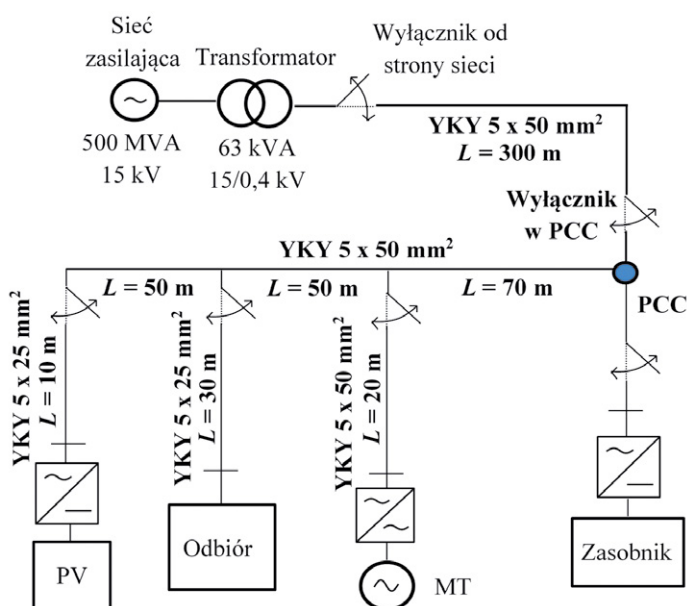 Sieć
zasilająca
Transformator
Wyłącznik od
strony sieci
~
500 MVA
15 kV
63 kVA
15/0,4 kV
YKY 5 x 50 mm²
L = 300 m
Wyłącznik
w PCC
YKY 5 x 50 mm²
L = 50 m
L = 50 m
L = 70 m
PCC
YKY 5 x 25 mm²
L = 10 m
YKY 5 x 25 mm²
L = 30 m
YKY 5 x 50 mm²
L = 20 m
PV
Odbiór
MT
Zasobnik